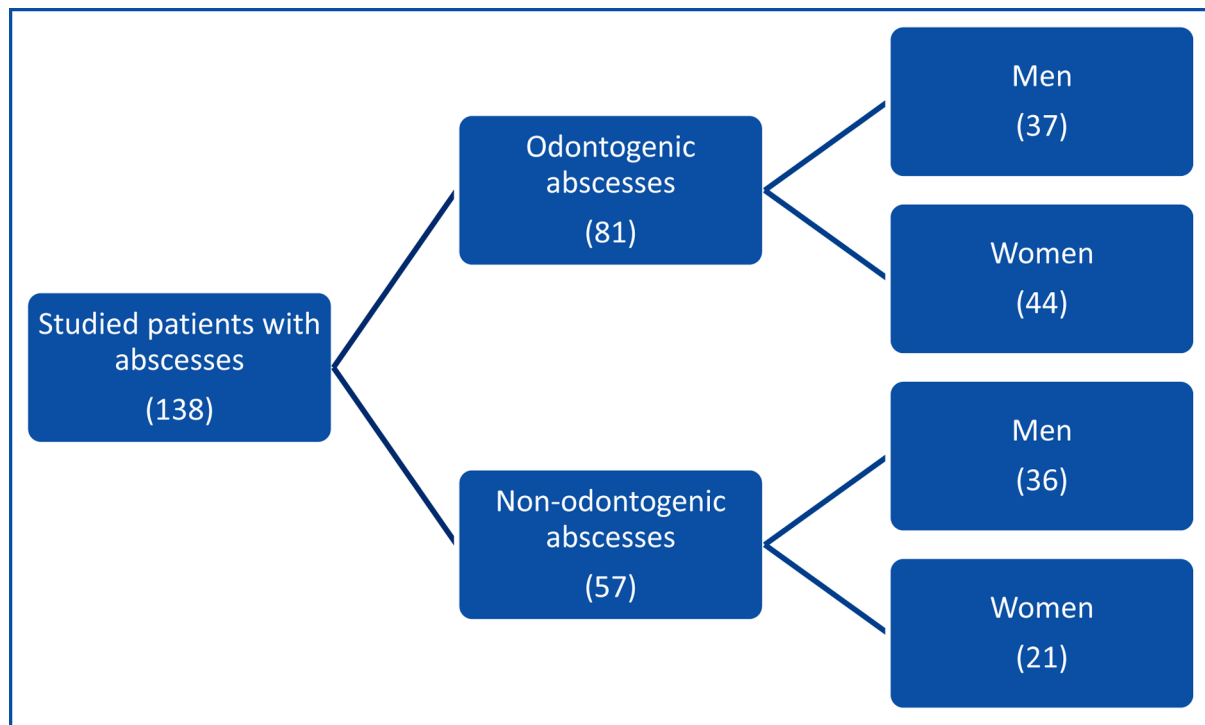 Studied patients with
abscesses
(138)
Odontogenic
abscesses
(81)
Men
(37)
Women
(44)
Non-odontogenic
abscesses
(57)
Men
(36)
Women
(21)